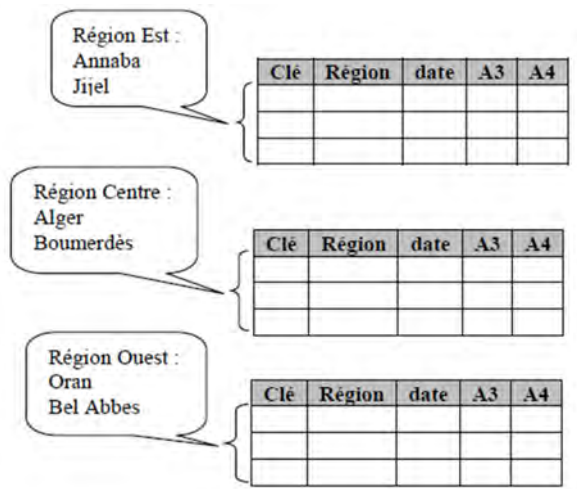 Région Est :
Annaba
Jijel
Clé Région date A3 A4
Région Centre :
Alger
Boumerdès
Clé Région date A3 A4
Région Ouest :
Oran
Bel Abbes
Clé Région date A3 A4